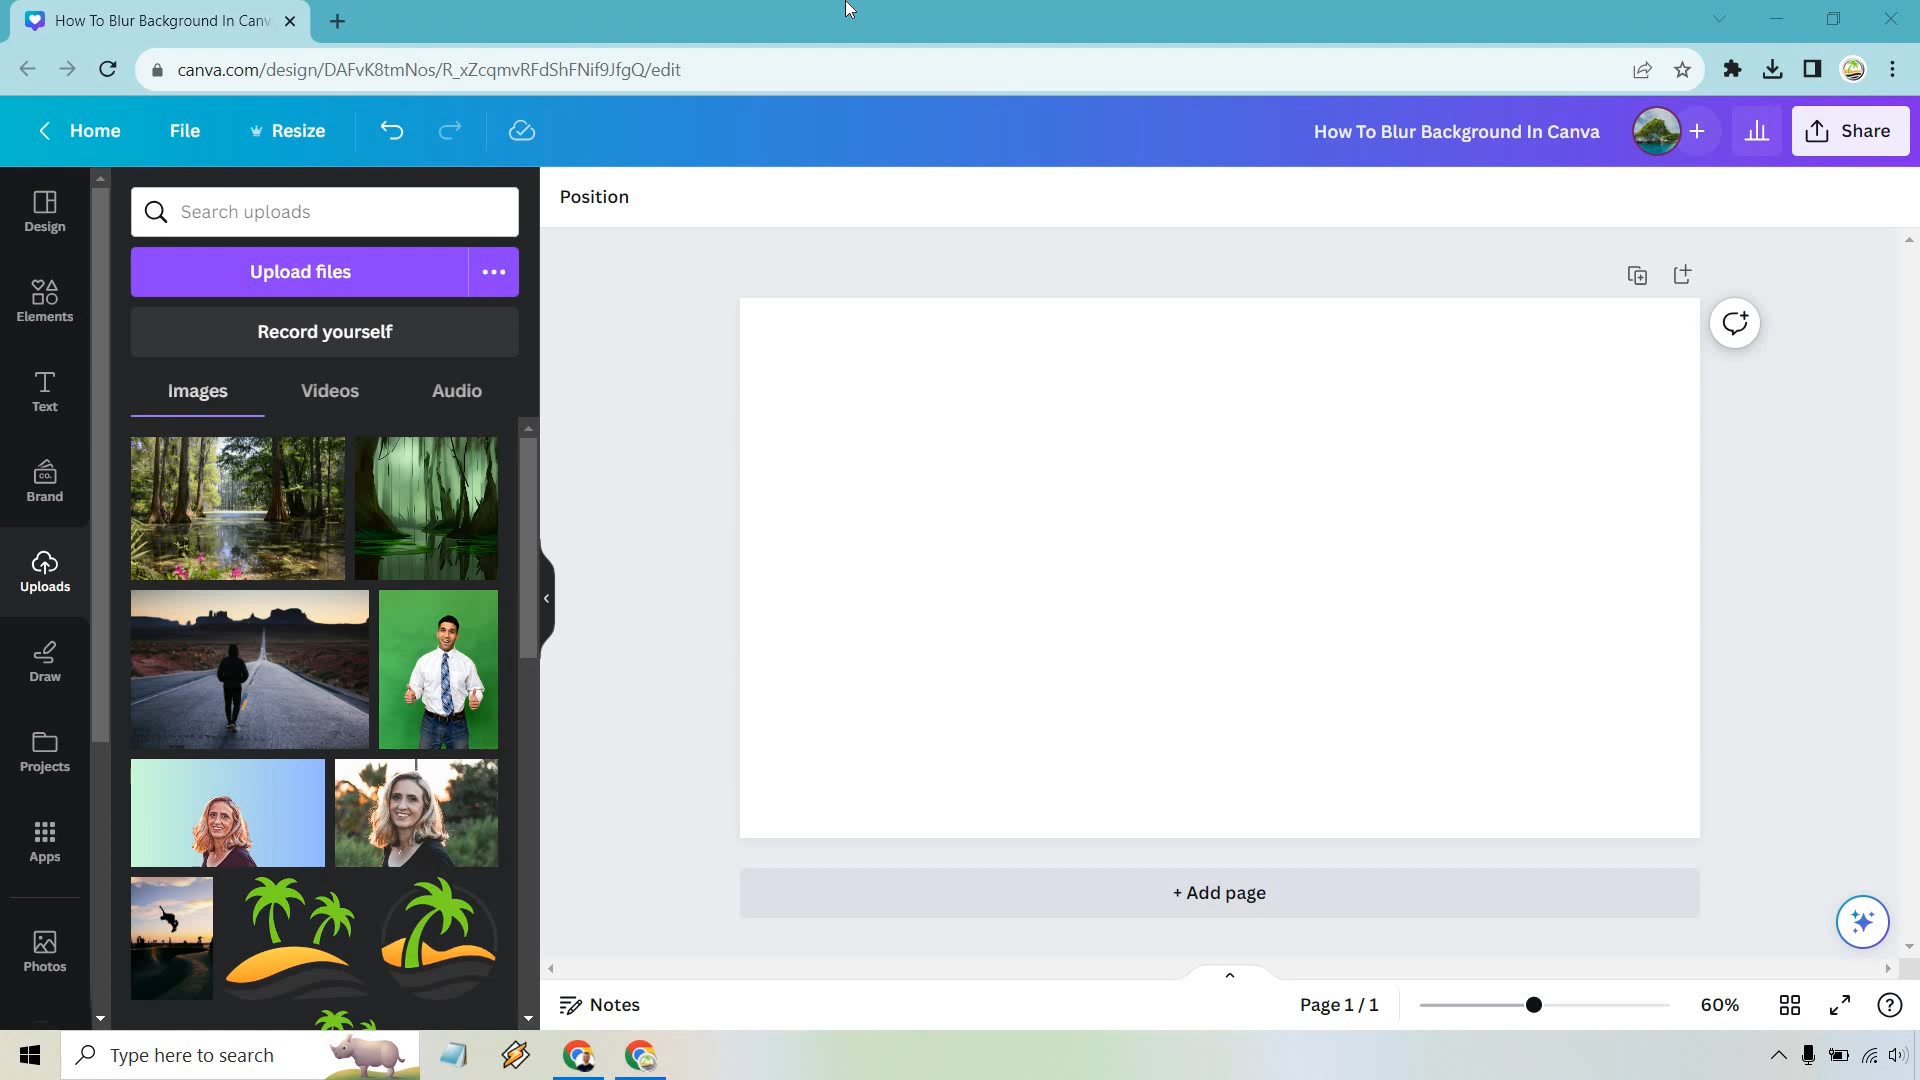 How To Blur Background In Canv
canva.com/design/DAFvK8tmNos/R_xZcqmvRFdShFNif9JfgQ/edit
Home
File
Resize
How To Blur Background In Canva
Share
Design
Elements
Text
CO.
Brand
Uploads
Draw
Projects
Apps
Photos
Search uploads
Upload files
Record yourself
Images
Videos
Audio
Position
+ Add page
Notes
Page 1 / 1
60%
Type here to search